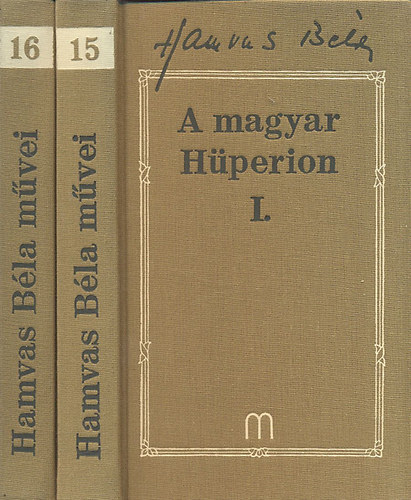 16
Hamvas Béla művei
15
Hamvas Béla művei
Hamvas Béla
A magyar
Hüperion
I.
m